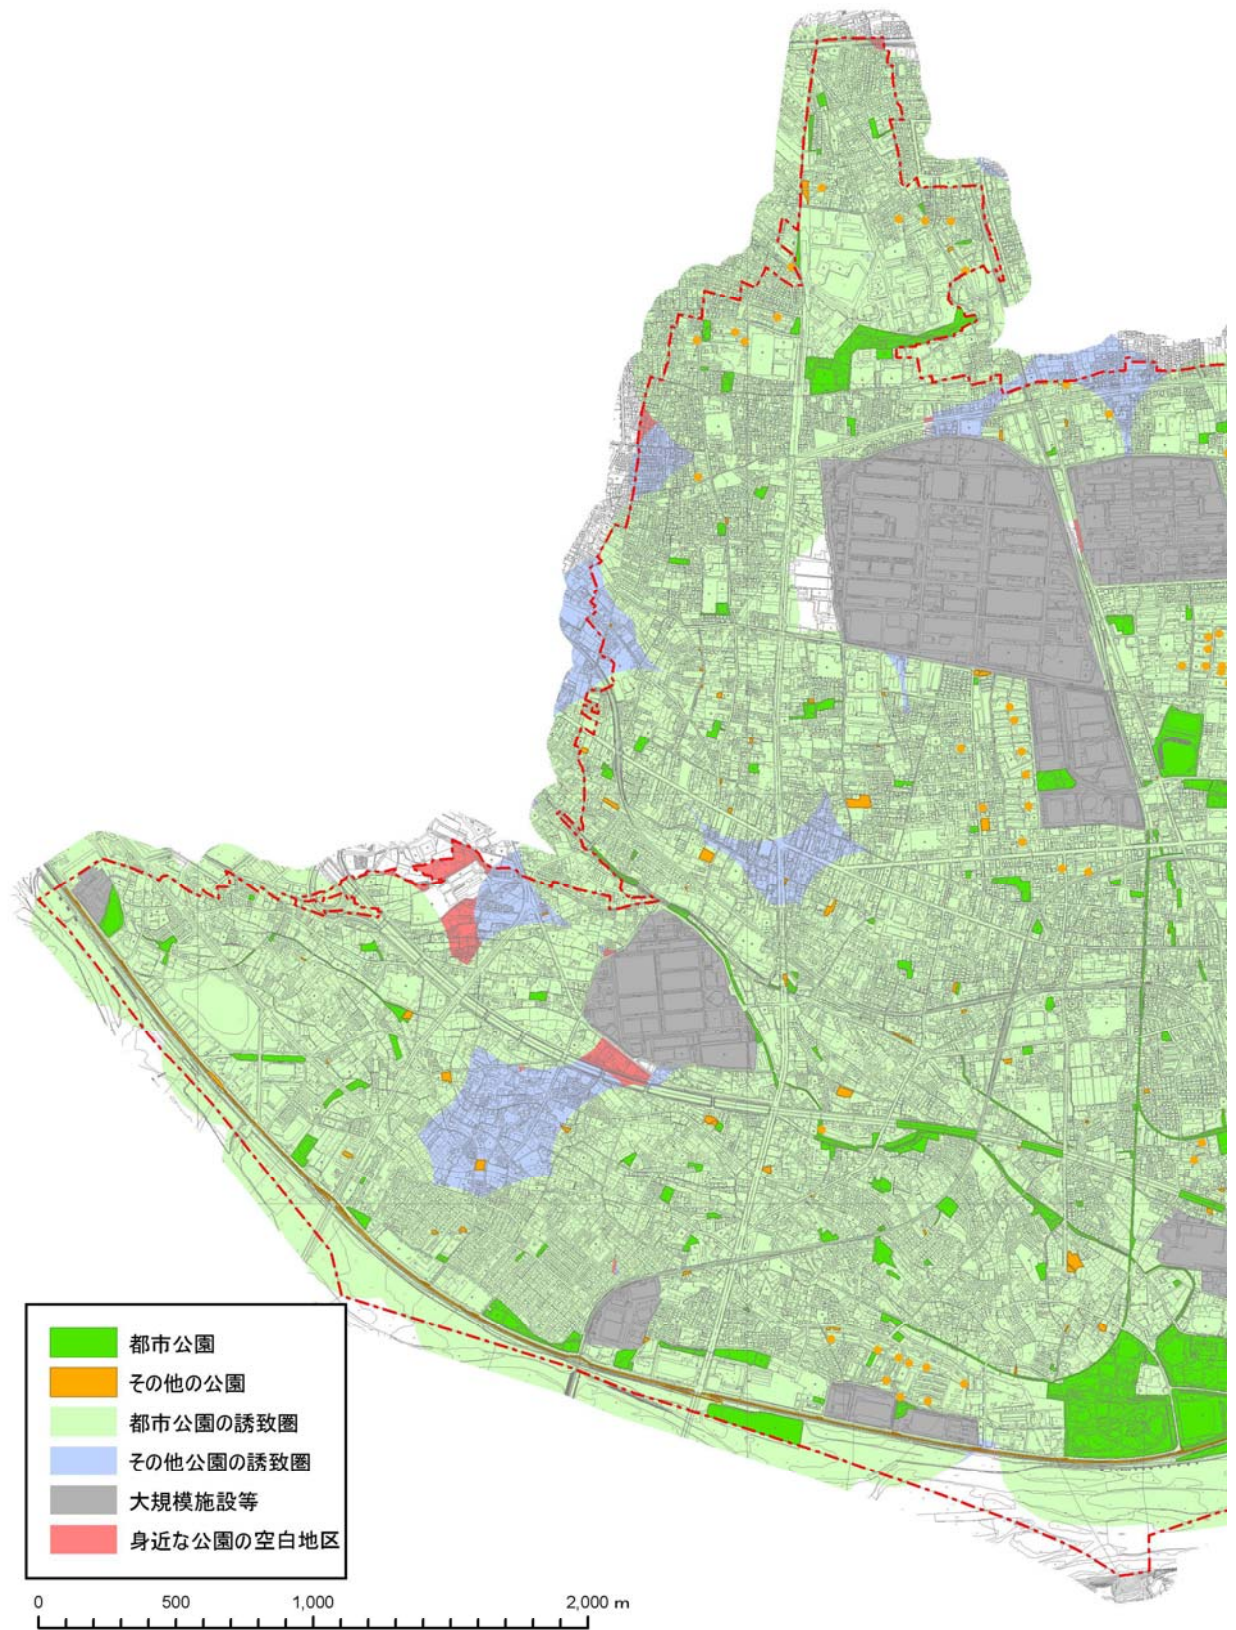 都市公園
その他の公園
都市公園の誘致圏
その他公園の誘致圏
大規模施設等
身近な公園の空白地区
0 500 1,000 2,000 m